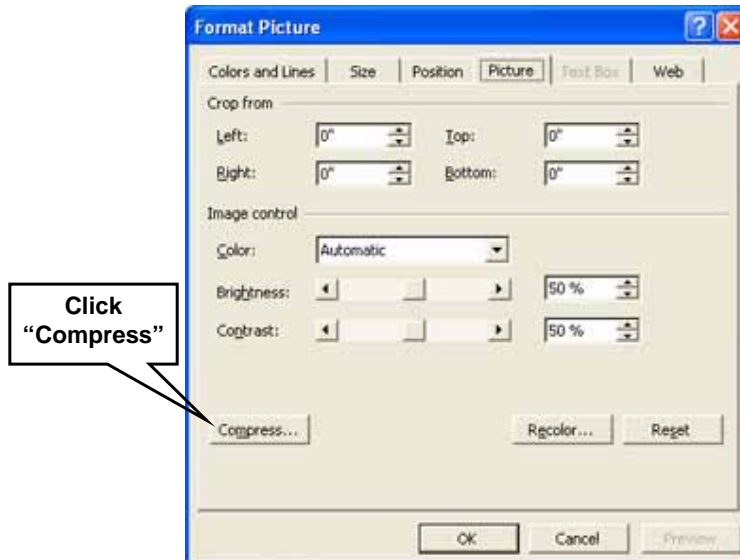 Format Picture
Colors and Lines Size Position Picture Text Box Web
Crop from
Left: 0" Top: 0"
Right: 0" Bottom: 0"
Image control
Color: Automatic
Brightness: 50 %
Contrast: 50 %
Click
“Compress”
Compress... Recolor... Reset
OK Cancel Preview